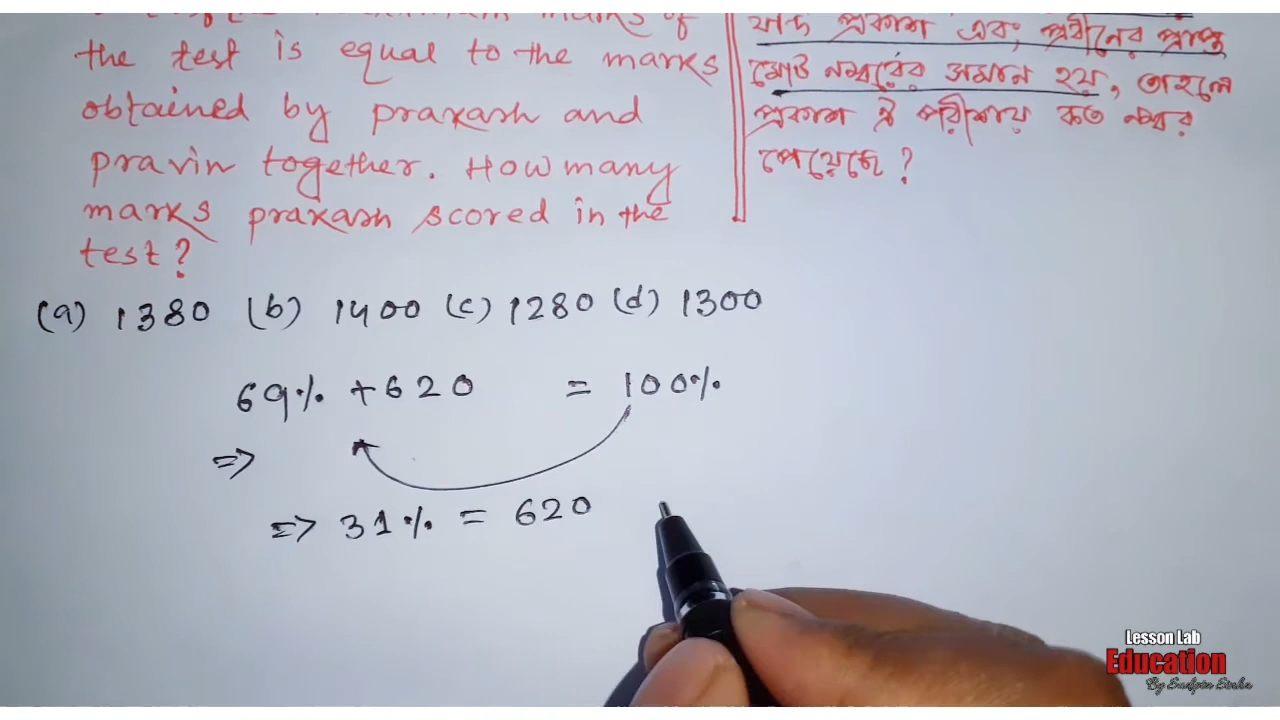 the test is equal to the marks
obtained by prakash and
pravin together. How many
marks prakash scored in the
test?
যদি প্রকাশ এবং প্রবীনের প্রাপ্ত
মোট নম্বরের সমান হয়, তাহলে
প্রকাশ ঐ পরীক্ষায় কত নম্বর
পেয়েছে?
(a) 1380 (b) 1400 (c) 1280 (d) 1300
69% + 620 = 100%
⇒
⇒ 31% = 620
Lesson Lab
Education